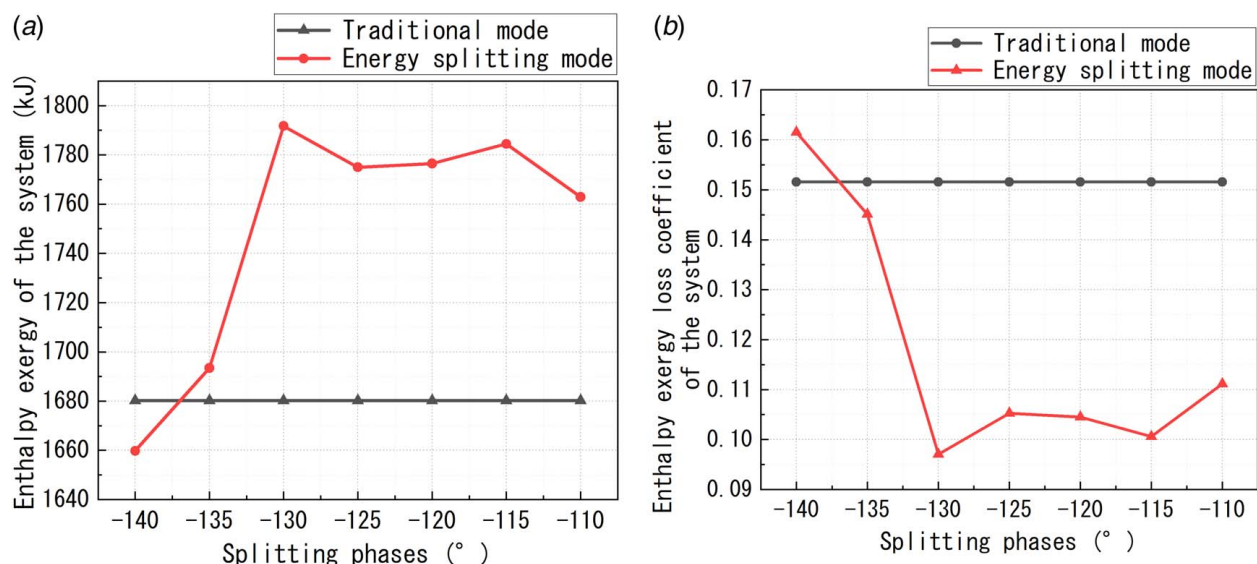 (a)
Traditional mode
Energy splitting mode
Enthalpy exergy of the system (kJ)
1800
1780
1760
1740
1720
1700
1680
1660
1640
-140 -135 -130 -125 -120 -115 -110
Splitting phases (°)
(b)
Traditional mode
Energy splitting mode
Enthalpy exergy loss coefficient
of the system
0.17
0.16
0.15
0.14
0.13
0.12
0.11
0.10
0.09
-140 -135 -130 -125 -120 -115 -110
Splitting phases (°)